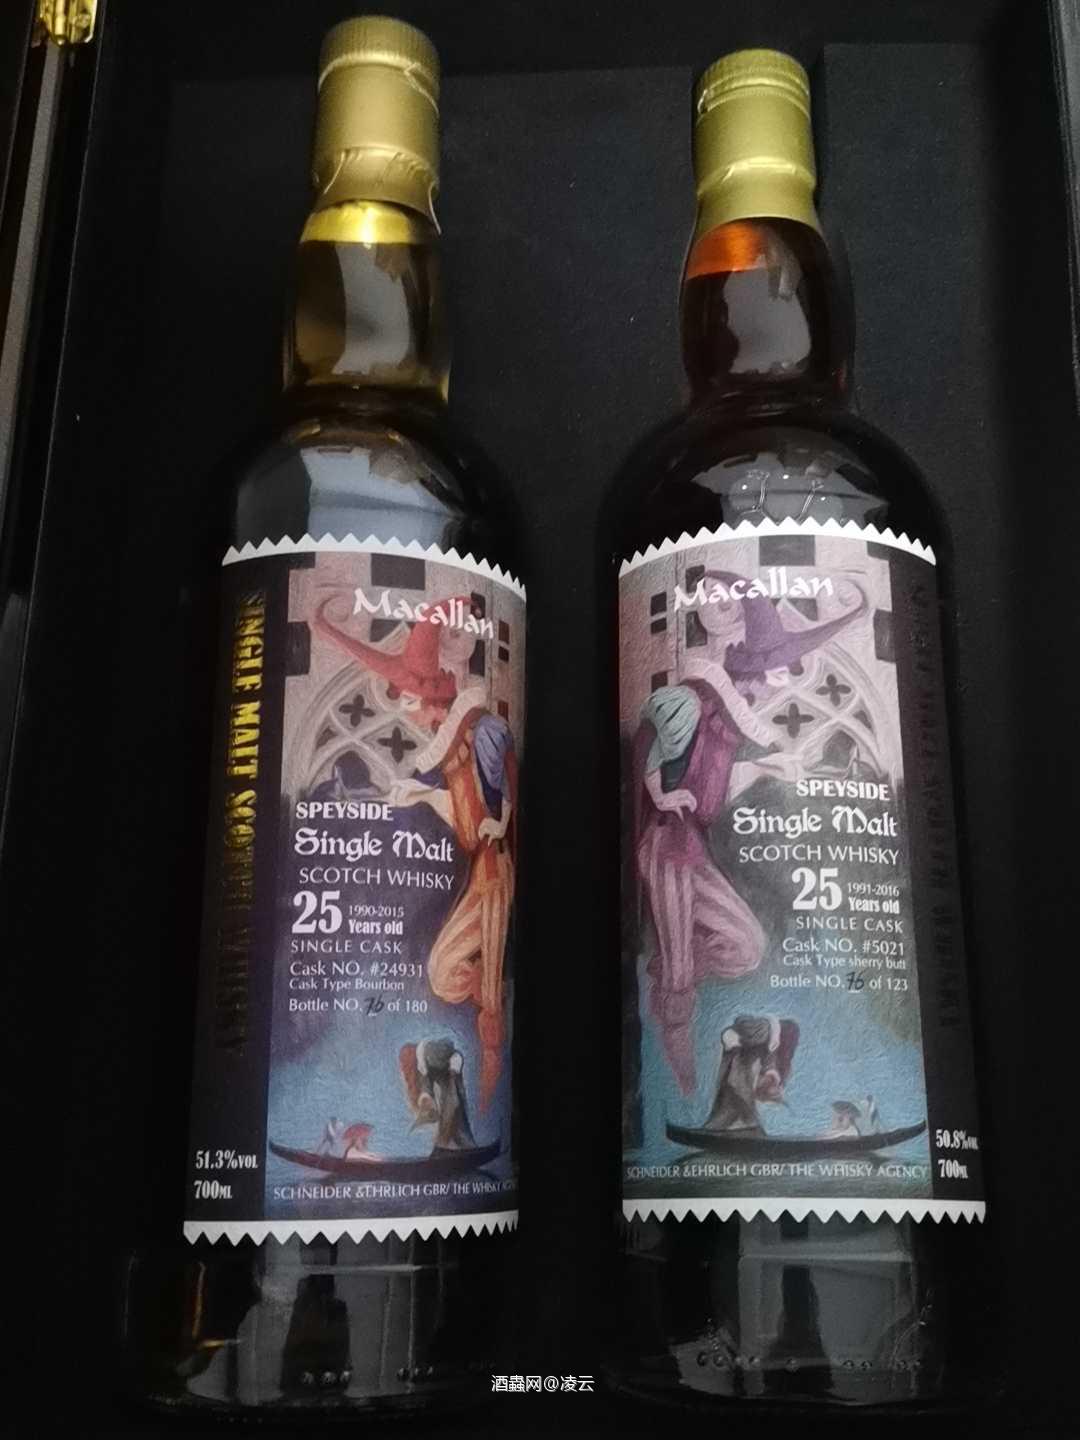 Macallan
SINGLE MALT SCOTCH WHISKY
SPEYSIDE
Single Malt
SCOTCH WHISKY
25 1990-2015
Years old
SINGLE CASK
Cask NO. #24931
Cask Type Bourbon
Bottle NO. 76 of 180
51.3%VOL
700ML
SCHNEIDER &EHRLICH GBR/ THE WHISKY
Macallan
SPEYSIDE
Single Malt
SCOTCH WHISKY
25 1991-2016
Years old
SINGLE CASK
Cask NO. #5021
Cask Type sherry butt
Bottle NO. 76 of 123
50.8%VOL
700ML
SCHNEIDER &EHRLICH GBR/ THE WHISKY AGENCY
酒蟲网@凌云